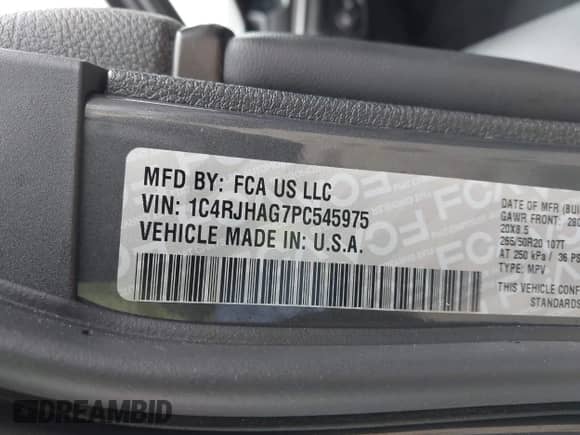 MFD BY: FCA US LLC
VIN: 1C4RJHAG7PC545975
VEHICLE MADE IN: U.S.A.
DATE OF MFR
GAWR FRONT:
20X8.5
265/50R20 107T
AT 250 kPa / 36 PS
TYPE: MPV
THIS VEHICLE CONF
STANDARDS
DREAMBID